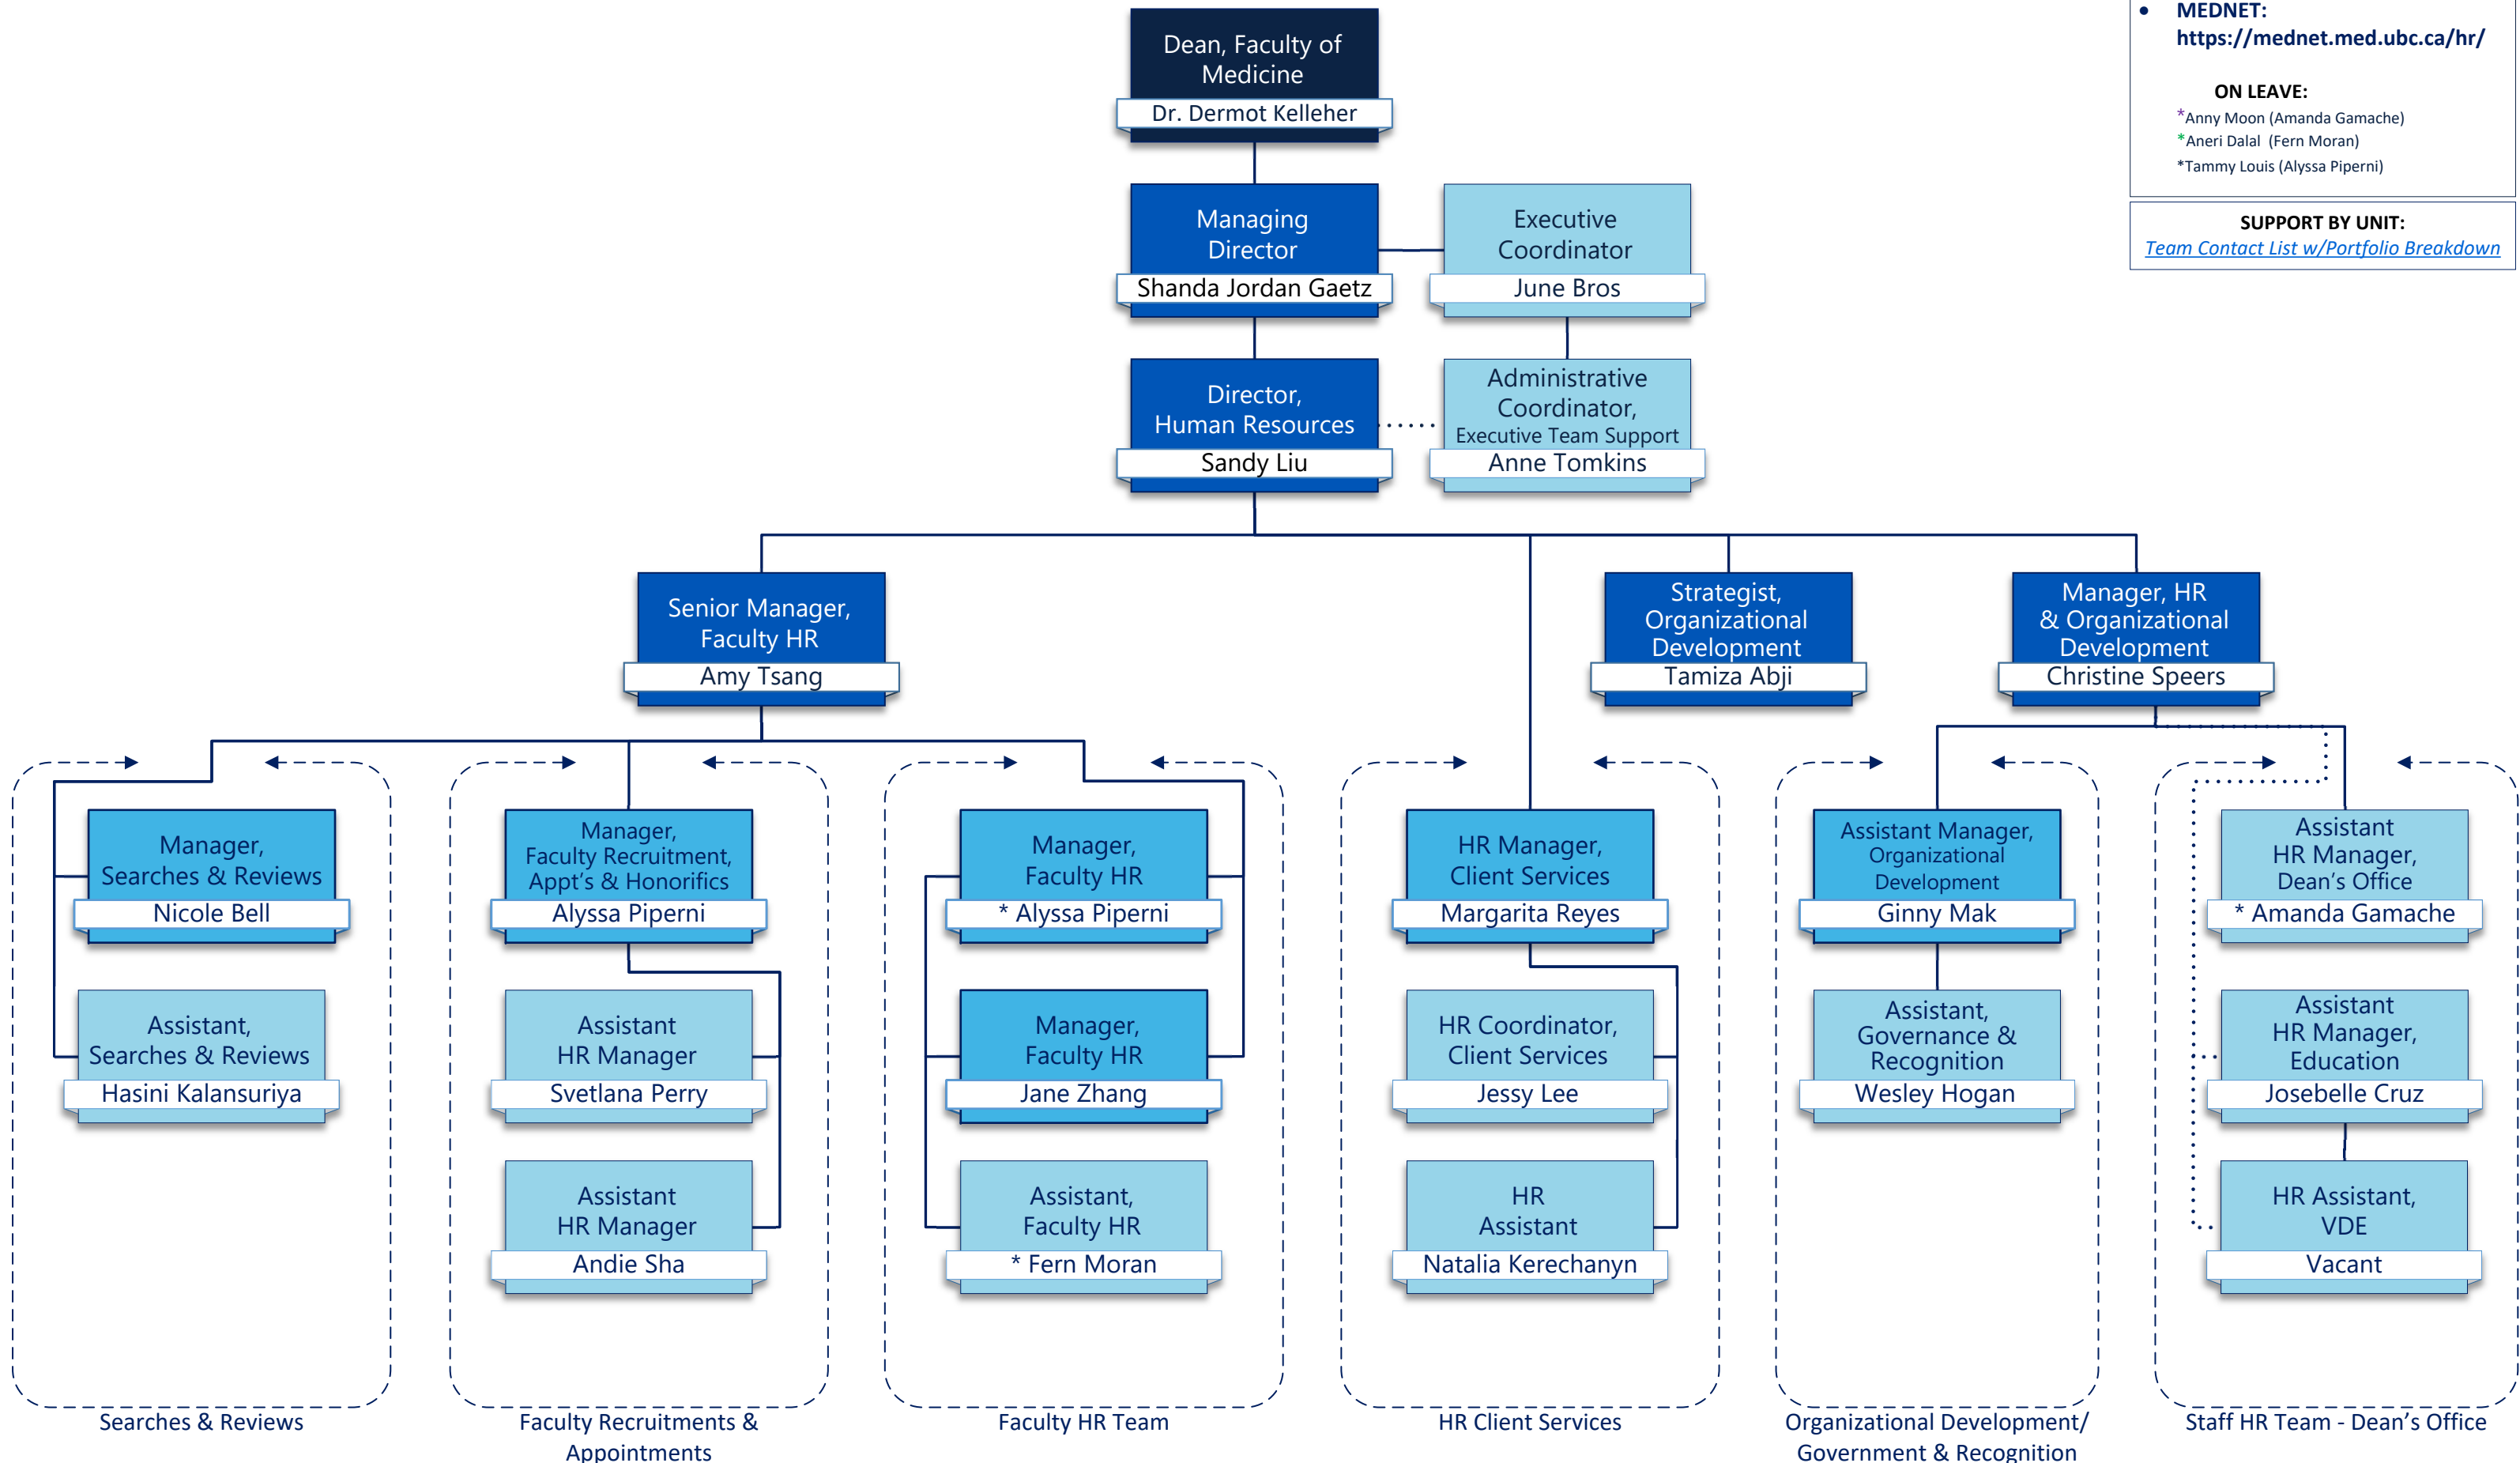 • MEDNET:
https://mednet.med.ubc.ca/hr/
ON LEAVE:
*Anny Moon (Amanda Gamache)
*Aneri Dalal (Fern Moran)
*Tammy Louis (Alyssa Piperni)
SUPPORT BY UNIT:
Team Contact List w/Portfolio Breakdown
Dean, Faculty of
Medicine
Dr. Dermot Kelleher
Managing
Director
Shanda Jordan Gaetz
Executive
Coordinator
June Bros
Director,
Human Resources
Sandy Liu
Administrative
Coordinator,
Executive Team Support
Anne Tomkins
Senior Manager,
Faculty HR
Amy Tsang
Strategist,
Organizational
Development
Tamiza Abji
Manager, HR
& Organizational
Development
Christine Speers
Manager,
Searches & Reviews
Nicole Bell
Assistant,
Searches & Reviews
Hasini Kalansuriya
Searches & Reviews
Manager,
Faculty Recruitment,
Appt's & Honorifics
Alyssa Piperni
Assistant
HR Manager
Svetlana Perry
Assistant
HR Manager
Andie Sha
Faculty Recruitments &
Appointments
Manager,
Faculty HR
* Alyssa Piperni
Manager,
Faculty HR
Jane Zhang
Assistant,
Faculty HR
* Fern Moran
Faculty HR Team
HR Manager,
Client Services
Margarita Reyes
HR Coordinator,
Client Services
Jessy Lee
HR
Assistant
Natalia Kerechanyn
HR Client Services
Assistant Manager,
Organizational
Development
Ginny Mak
Assistant,
Governance &
Recognition
Wesley Hogan
Organizational Development/
Government & Recognition
Assistant
HR Manager,
Dean's Office
* Amanda Gamache
Assistant
HR Manager,
Education
Josebelle Cruz
HR Assistant,
VDE
Vacant
Staff HR Team - Dean's Office